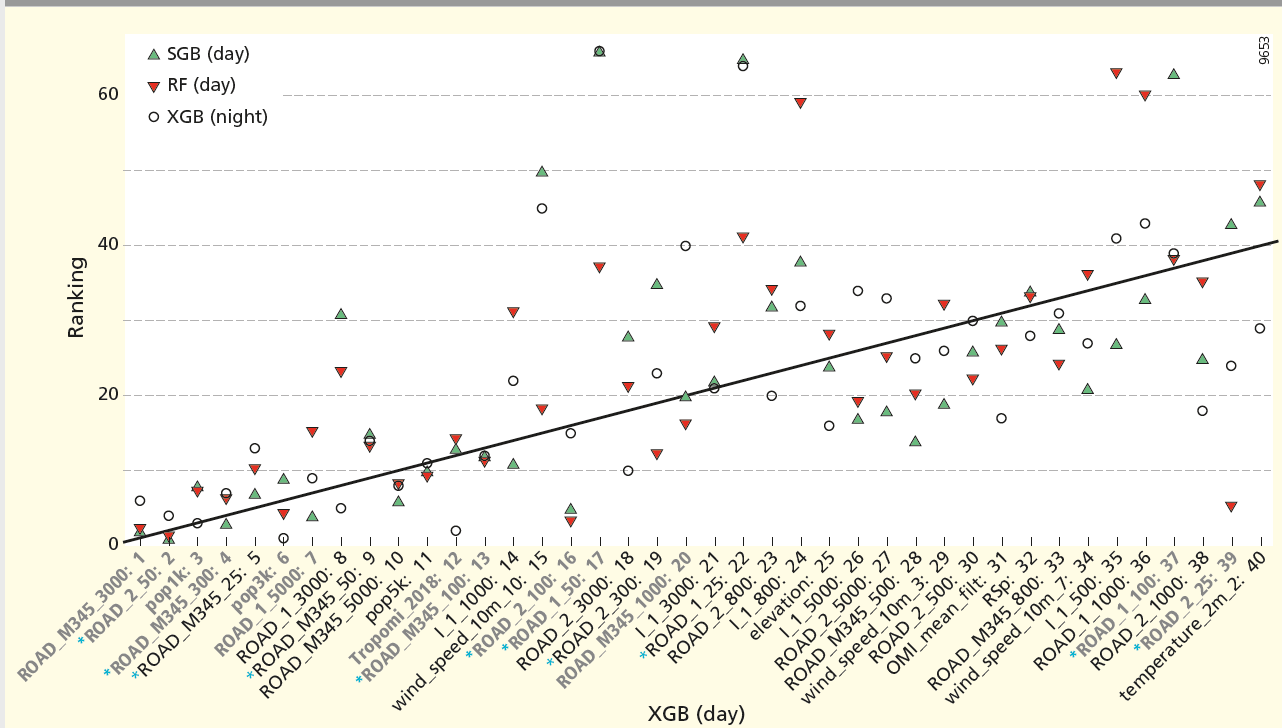 SGB (day)
RF (day)
XGB (night)
9653
60
40
20
0
Ranking
ROAD_M345_3000: 1
*ROAD_2_50: 2
pop1k: 3
*ROAD_M345_300: 4
*ROAD_M345_25: 5
pop3k: 6
ROAD_1_5000: 7
ROAD_1_3000: 8
*ROAD_M345_50: 9
ROAD_M345_5000: 10
pop5k: 11
Tropomi_2018: 12
*ROAD_M345_100: 13
I_1_1000: 14
wind_speed_10m_10: 15
*ROAD_2_100: 16
*ROAD_1_50: 17
ROAD_2_3000: 18
*ROAD_2_300: 19
ROAD_M345_1000: 20
I_1_3000: 21
*ROAD_1_25: 22
ROAD_2_800: 23
I_1_800: 24
elevation: 25
I_1_5000: 26
ROAD_2_5000: 27
ROAD_M345_500: 28
wind_speed_10m_3: 29
ROAD_2_500: 30
OMI_mean_filt: 31
RSp: 32
ROAD_M345_800: 33
wind_speed_10m_7: 34
I_1_500: 35
ROAD_1_1000: 36
*ROAD_1_100: 37
ROAD_2_1000: 38
*ROAD_2_25: 39
temperature_2m_2: 40
XGB (day)